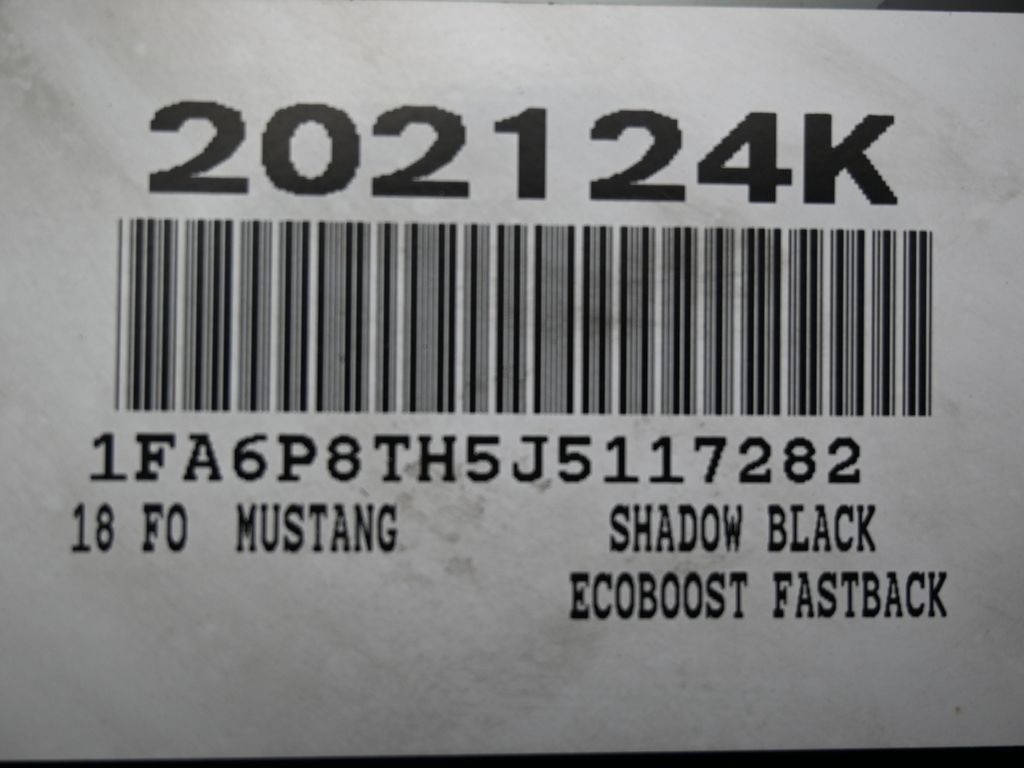 202124K
1FA6P8TH5J5117282
18 FO MUSTANG SHADOW BLACK
ECOBOOST FASTBACK